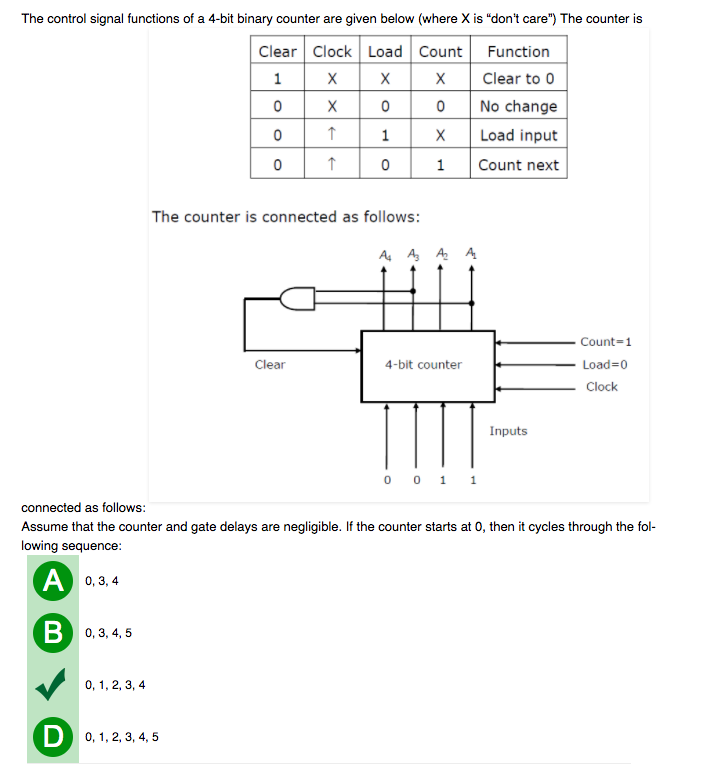 The control signal functions of a 4-bit binary counter are given below (where X is “don’t care”) The counter is
Clear Clock Load Count Function
1 X X X Clear to 0
0 X 0 0 No change
0 ↑ 1 X Load input
0 ↑ 0 1 Count next
The counter is connected as follows:
A₄ A₃ A₂ A₁
Count=1
Clear 4-bit counter Load=0
Clock
Inputs
0 0 1 1
connected as follows:
Assume that the counter and gate delays are negligible. If the counter starts at 0, then it cycles through the fol-
lowing sequence:
A 0, 3, 4
B 0, 3, 4, 5
0, 1, 2, 3, 4
D 0, 1, 2, 3, 4, 5